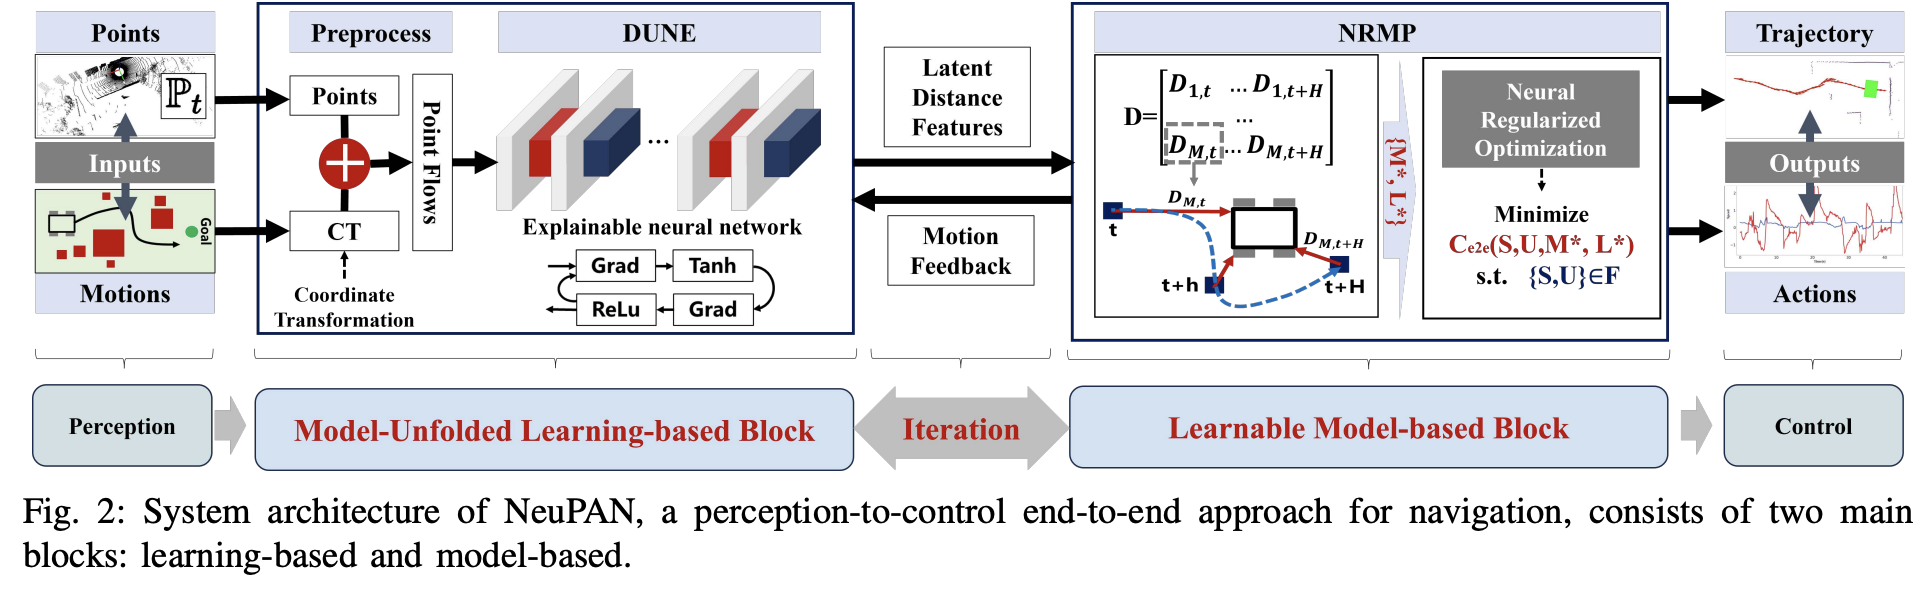 Points
ℙt
Inputs
Goal
Motions
Preprocess
Points
CT
Coordinate
Transformation
Point Flows
DUNE
...
Explainable neural network
Grad
Tanh
ReLu
Grad
Latent
Distance
Features
Motion
Feedback
NRMP
D=
D1,t ... D1,t+H
...
DM,t ... DM,t+H
DM,t
t
DM,t+H
t+h
t+H
{M*, L*}
Neural
Regularized
Optimization
Minimize
Ce2e(S,U,M*, L*)
s.t. {S,U}∈F
Trajectory
Outputs
Actions
Perception
Model-Unfolded Learning-based Block
Iteration
Learnable Model-based Block
Control
Fig. 2: System architecture of NeuPAN, a perception-to-control end-to-end approach for navigation, consists of two main
blocks: learning-based and model-based.